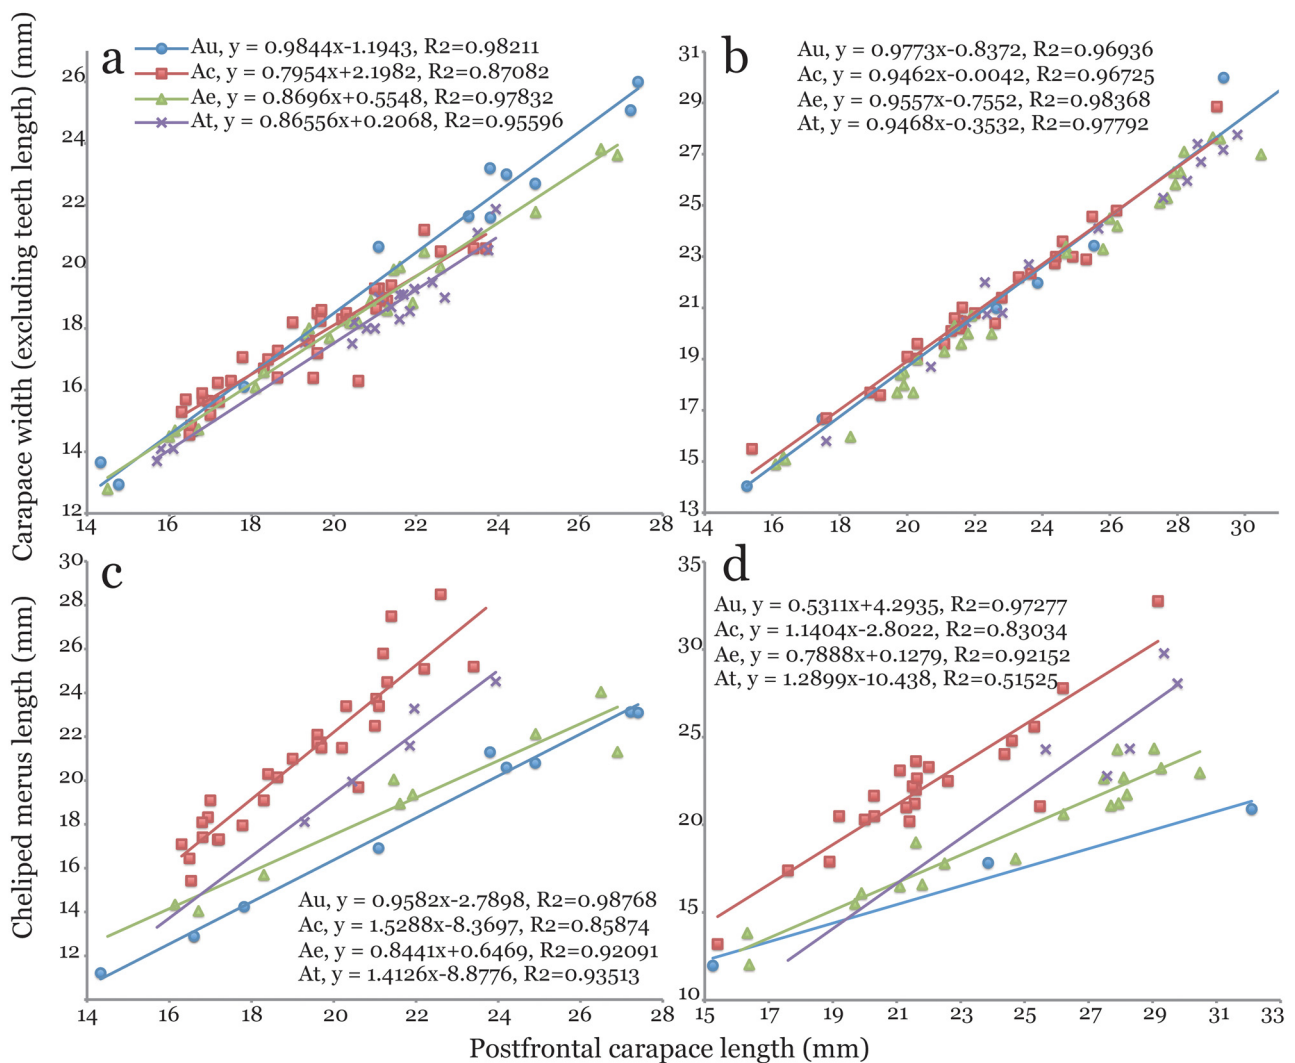 a
Au, y = 0.9844x-1.1943, R2=0.98211
Ac, y = 0.7954x+2.1982, R2=0.87082
Ae, y = 0.8696x+0.5548, R2=0.97832
At, y = 0.86556x+0.2068, R2=0.95596
Carapace width (excluding teeth length) (mm)
26
24
22
20
18
16
14
12
14 16 18 20 22 24 26 28
b
Au, y = 0.9773x-0.8372, R2=0.96936
Ac, y = 0.9462x-0.0042, R2=0.96725
Ae, y = 0.9557x-0.7552, R2=0.98368
At, y = 0.9468x-0.3532, R2=0.97792
31
29
27
25
23
21
19
17
15
13
14 16 18 20 22 24 26 28 30
c
Cheliped merus length (mm)
30
28
26
24
22
20
18
16
14
12
Au, y = 0.9582x-2.7898, R2=0.98768
Ac, y = 1.5288x-8.3697, R2=0.85874
Ae, y = 0.8441x+0.6469, R2=0.92091
At, y = 1.4126x-8.8776, R2=0.93513
14 16 18 20 22 24 26 28
d
Au, y = 0.5311x+4.2935, R2=0.97277
Ac, y = 1.1404x-2.8022, R2=0.83034
Ae, y = 0.7888x+0.1279, R2=0.92152
At, y = 1.2899x-10.438, R2=0.51525
35
30
25
20
15
10
15 17 19 21 23 25 27 29 31 33
Postfrontal carapace length (mm)